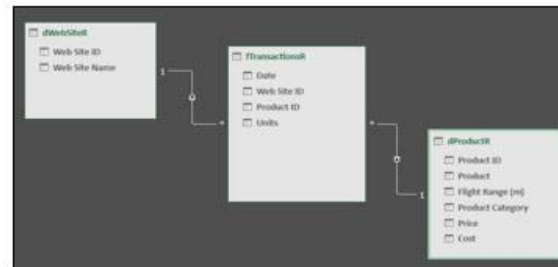 dWebSiteR
Web Site ID
Web Site Name
1
fTransactionsR
Date
Web Site ID
Product ID
Units
*
*
dProductR
Product ID
Product
Flight Range (m)
Product Category
Price
Cost
1